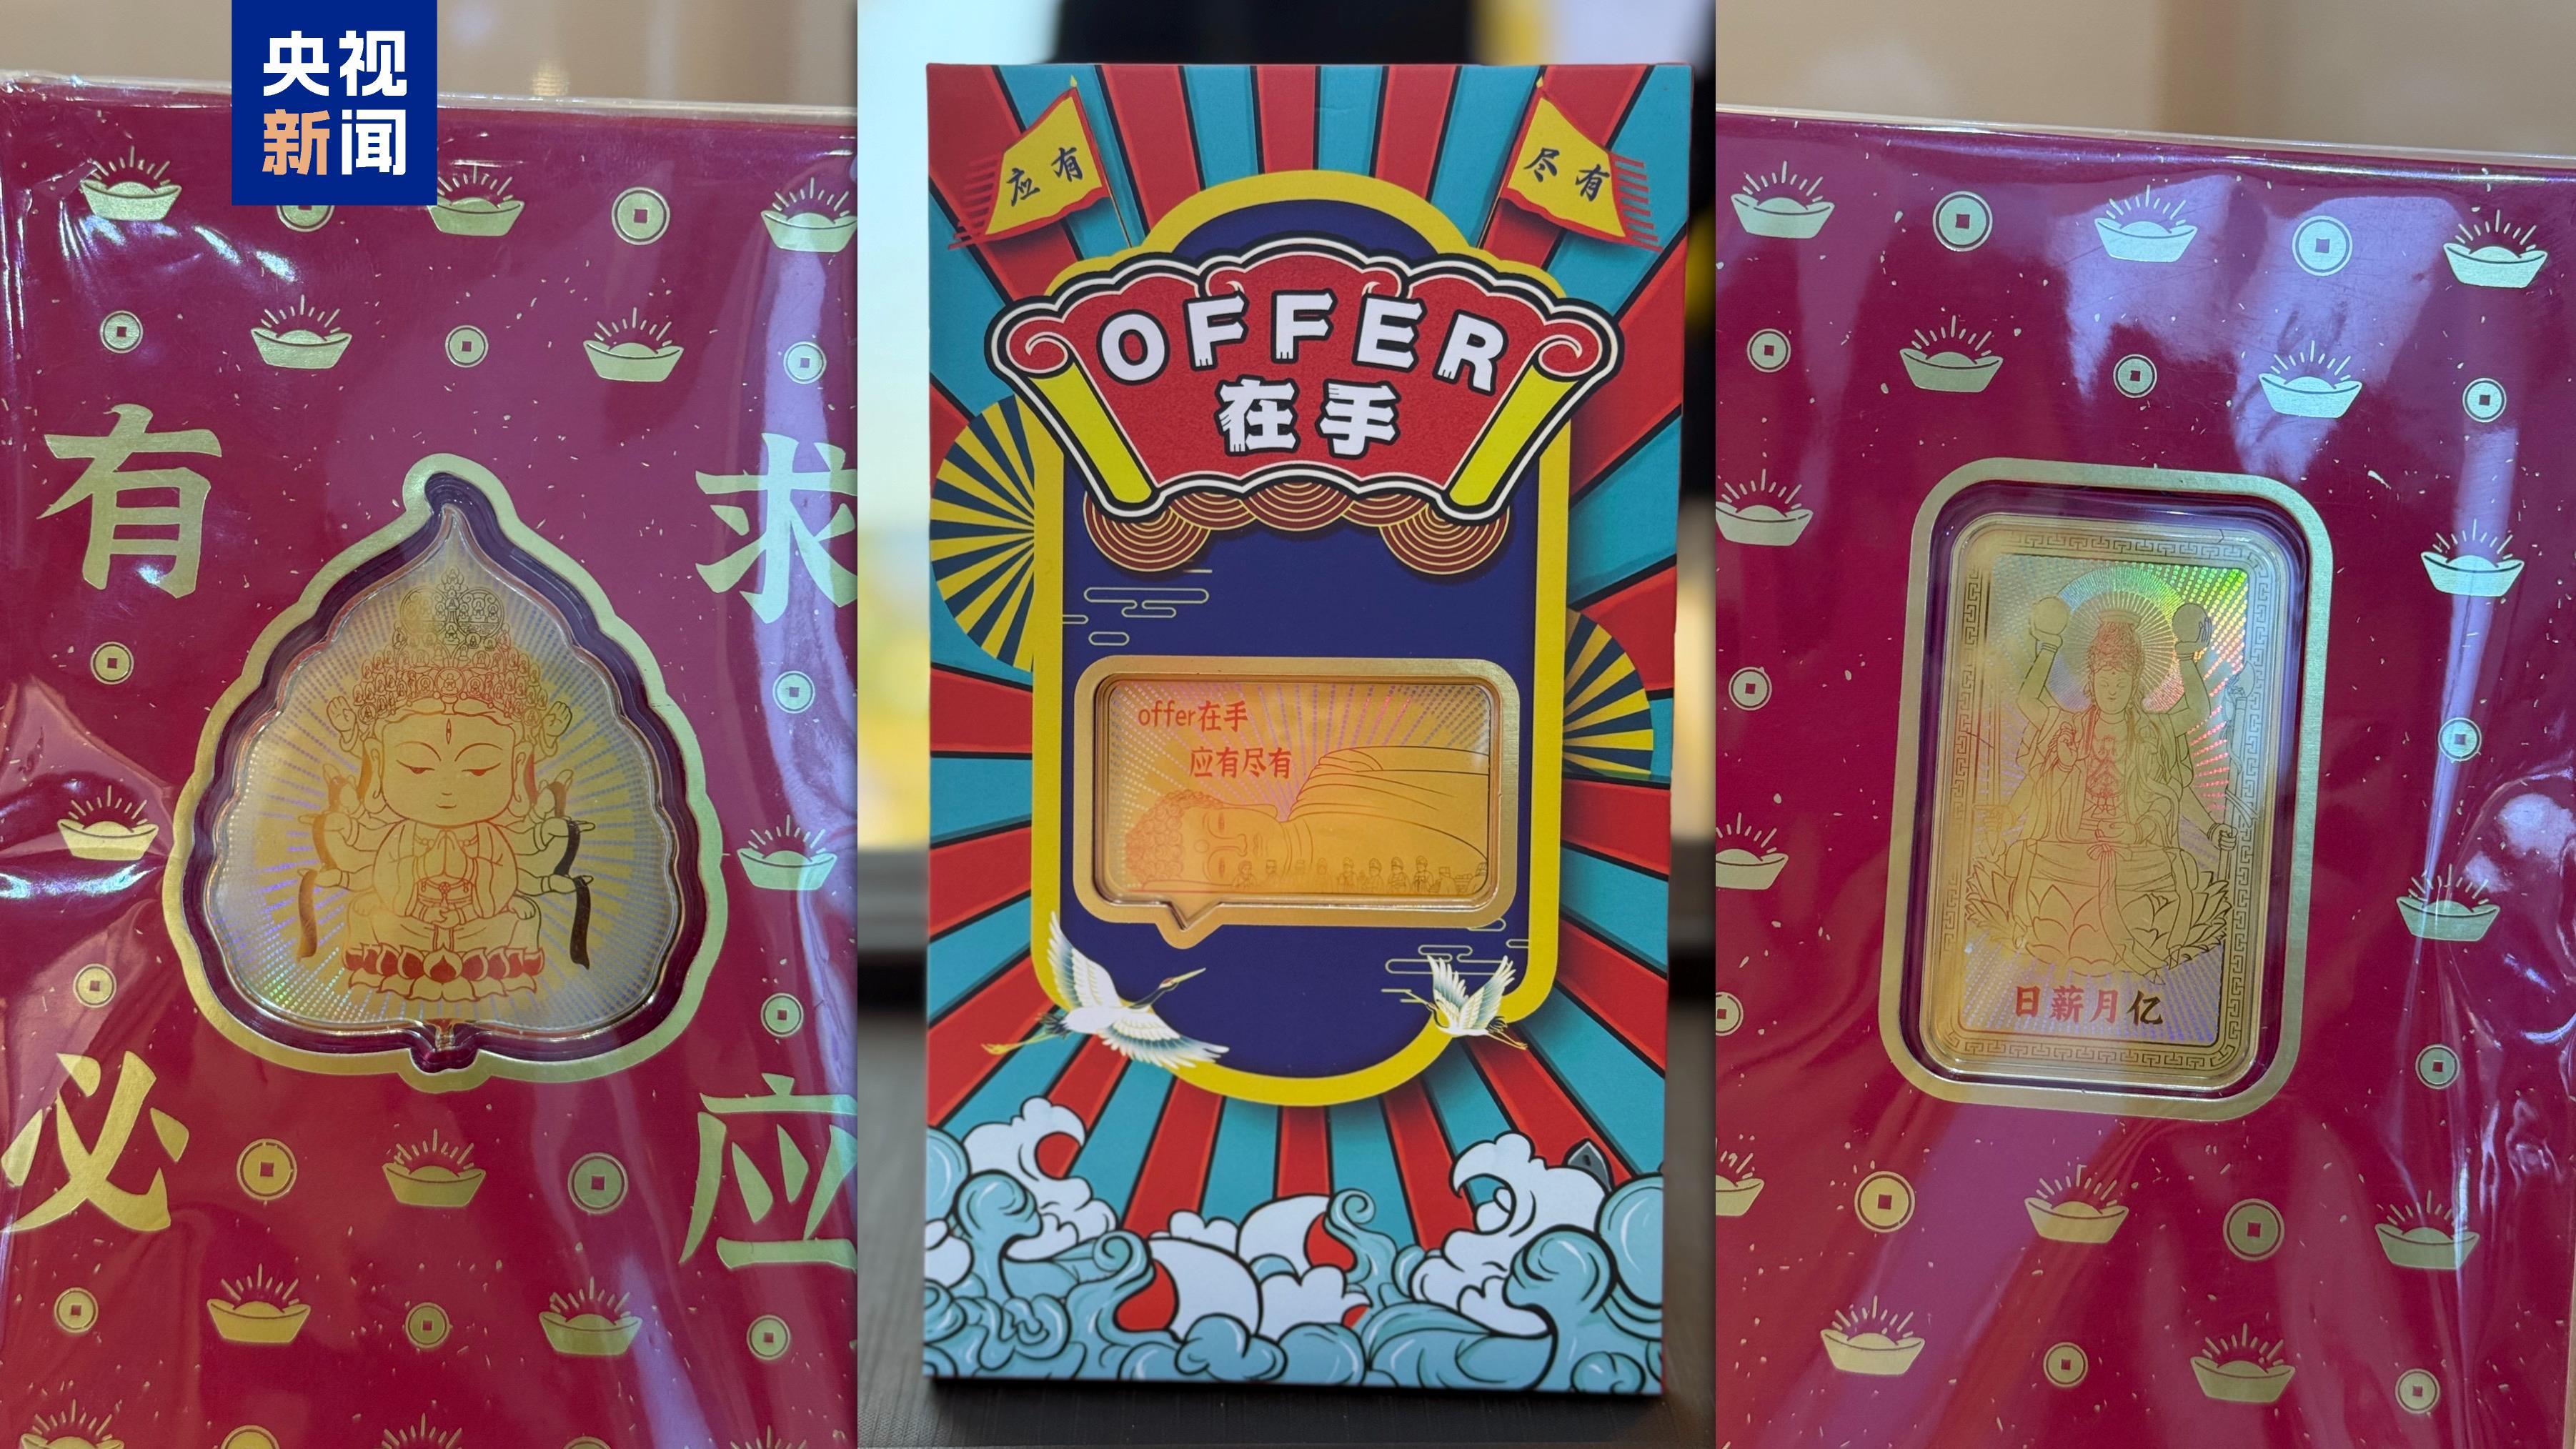 央视
新闻
有求
必应
应有
尽有
OFFER
在手
offer在手
应有尽有
日薪月亿